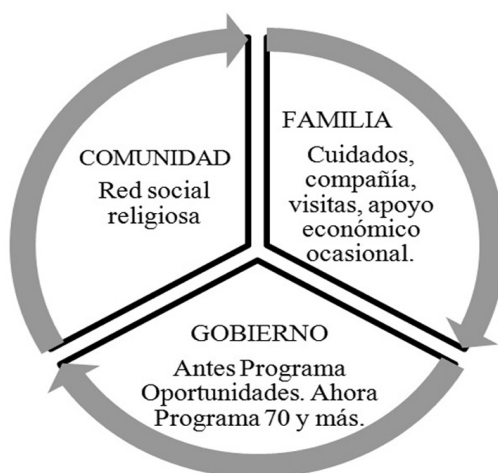 COMUNIDAD
Red social
religiosa
FAMILIA
Cuidados,
compañía,
visitas, apoyo
económico
ocasional.
GOBIERNO
Antes Programa
Oportunidades. Ahora
Programa 70 y más.